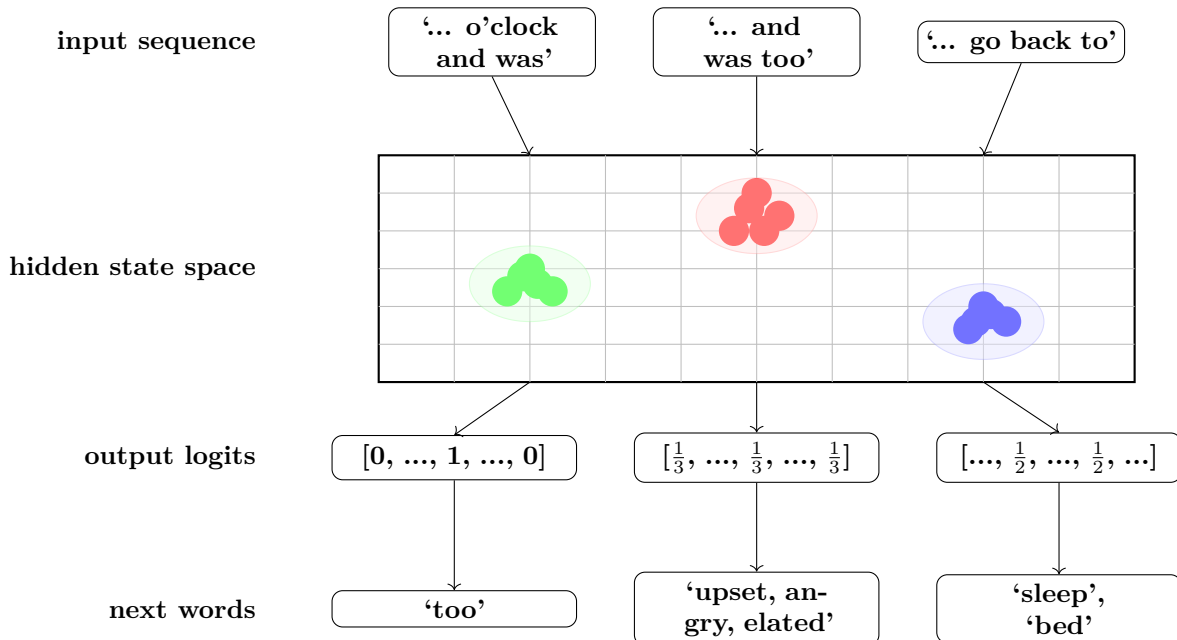 input sequence
‘... o’clock
and was’
‘... and
was too’
‘... go back to’
hidden state space
output logits
[0, ..., 1, ..., 0]
[1/3, ..., 1/3, ..., 1/3]
[..., 1/2, ..., 1/2, ...]
next words
‘too’
‘upset, an-
gry, elated’
‘sleep’,
‘bed’